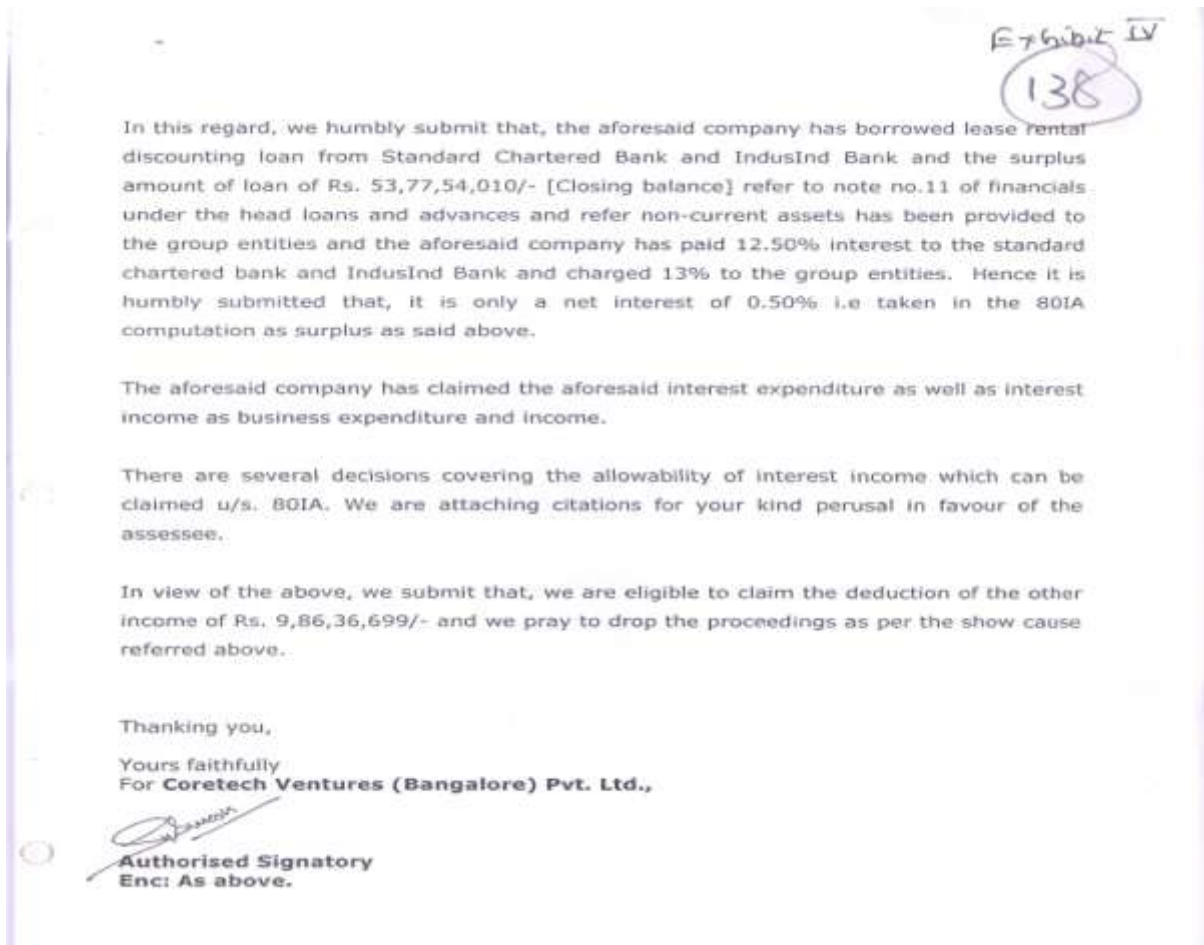 Exhibit IV
138
In this regard, we humbly submit that, the aforesaid company has borrowed lease rental
discounting loan from Standard Chartered Bank and IndusInd Bank and the surplus
amount of loan of Rs. 53,77,54,010/- [Closing balance] refer to note no.11 of financials
under the head loans and advances and refer non-current assets has been provided to
the group entities and the aforesaid company has paid 12.50% interest to the standard
chartered bank and IndusInd Bank and charged 13% to the group entities. Hence it is
humbly submitted that, it is only a net interest of 0.50% i.e taken in the 80IA
computation as surplus as said above.
The aforesaid company has claimed the aforesaid interest expenditure as well as interest
income as business expenditure and income.
There are several decisions covering the allowability of interest income which can be
claimed u/s. 80IA. We are attaching citations for your kind perusal in favour of the
assessee.
In view of the above, we submit that, we are eligible to claim the deduction of the other
income of Rs. 9,86,36,699/- and we pray to drop the proceedings as per the show cause
referred above.
Thanking you,
Yours faithfully
For Coretech Ventures (Bangalore) Pvt. Ltd.,
Authorised Signatory
Enc: As above.